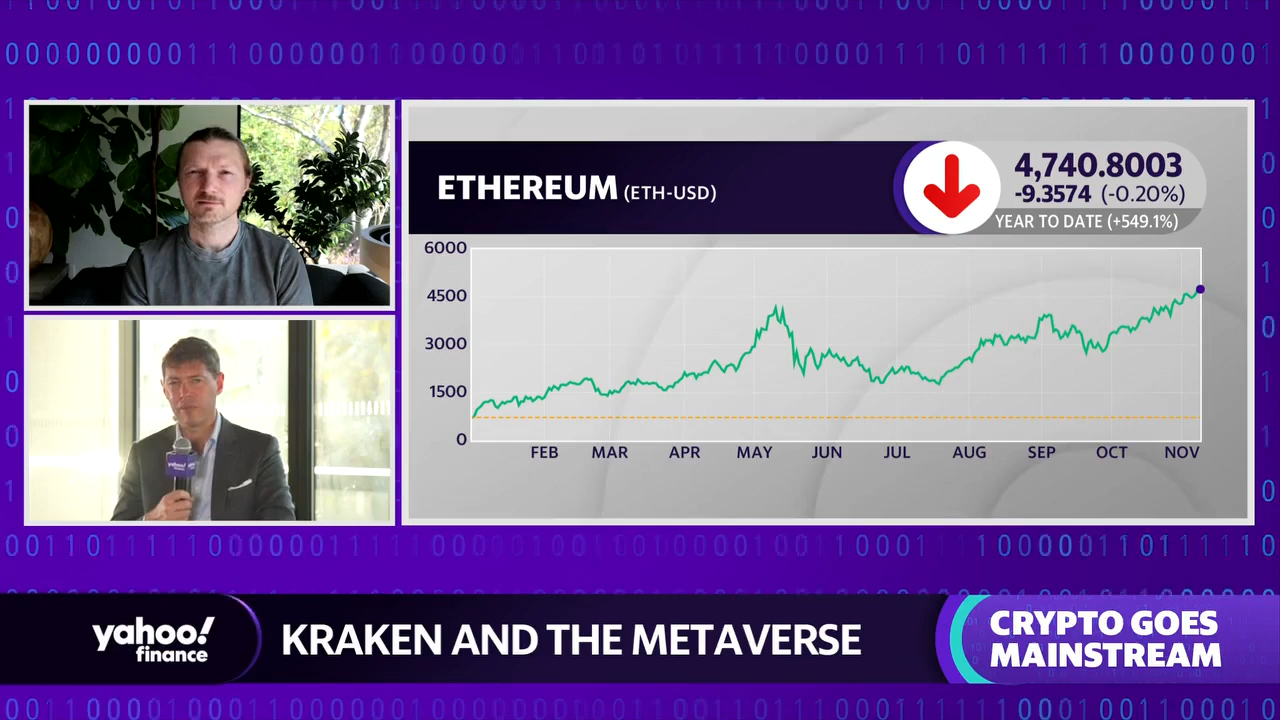 ETHEREUM (ETH-USD)
4,740.8003
-9.3574 (-0.20%)
YEAR TO DATE (+549.1%)
6000
4500
3000
1500
0
FEB MAR APR MAY JUN JUL AUG SEP OCT NOV
yahoo!
yahoo!
finance
KRAKEN AND THE METAVERSE
CRYPTO GOES
MAINSTREAM